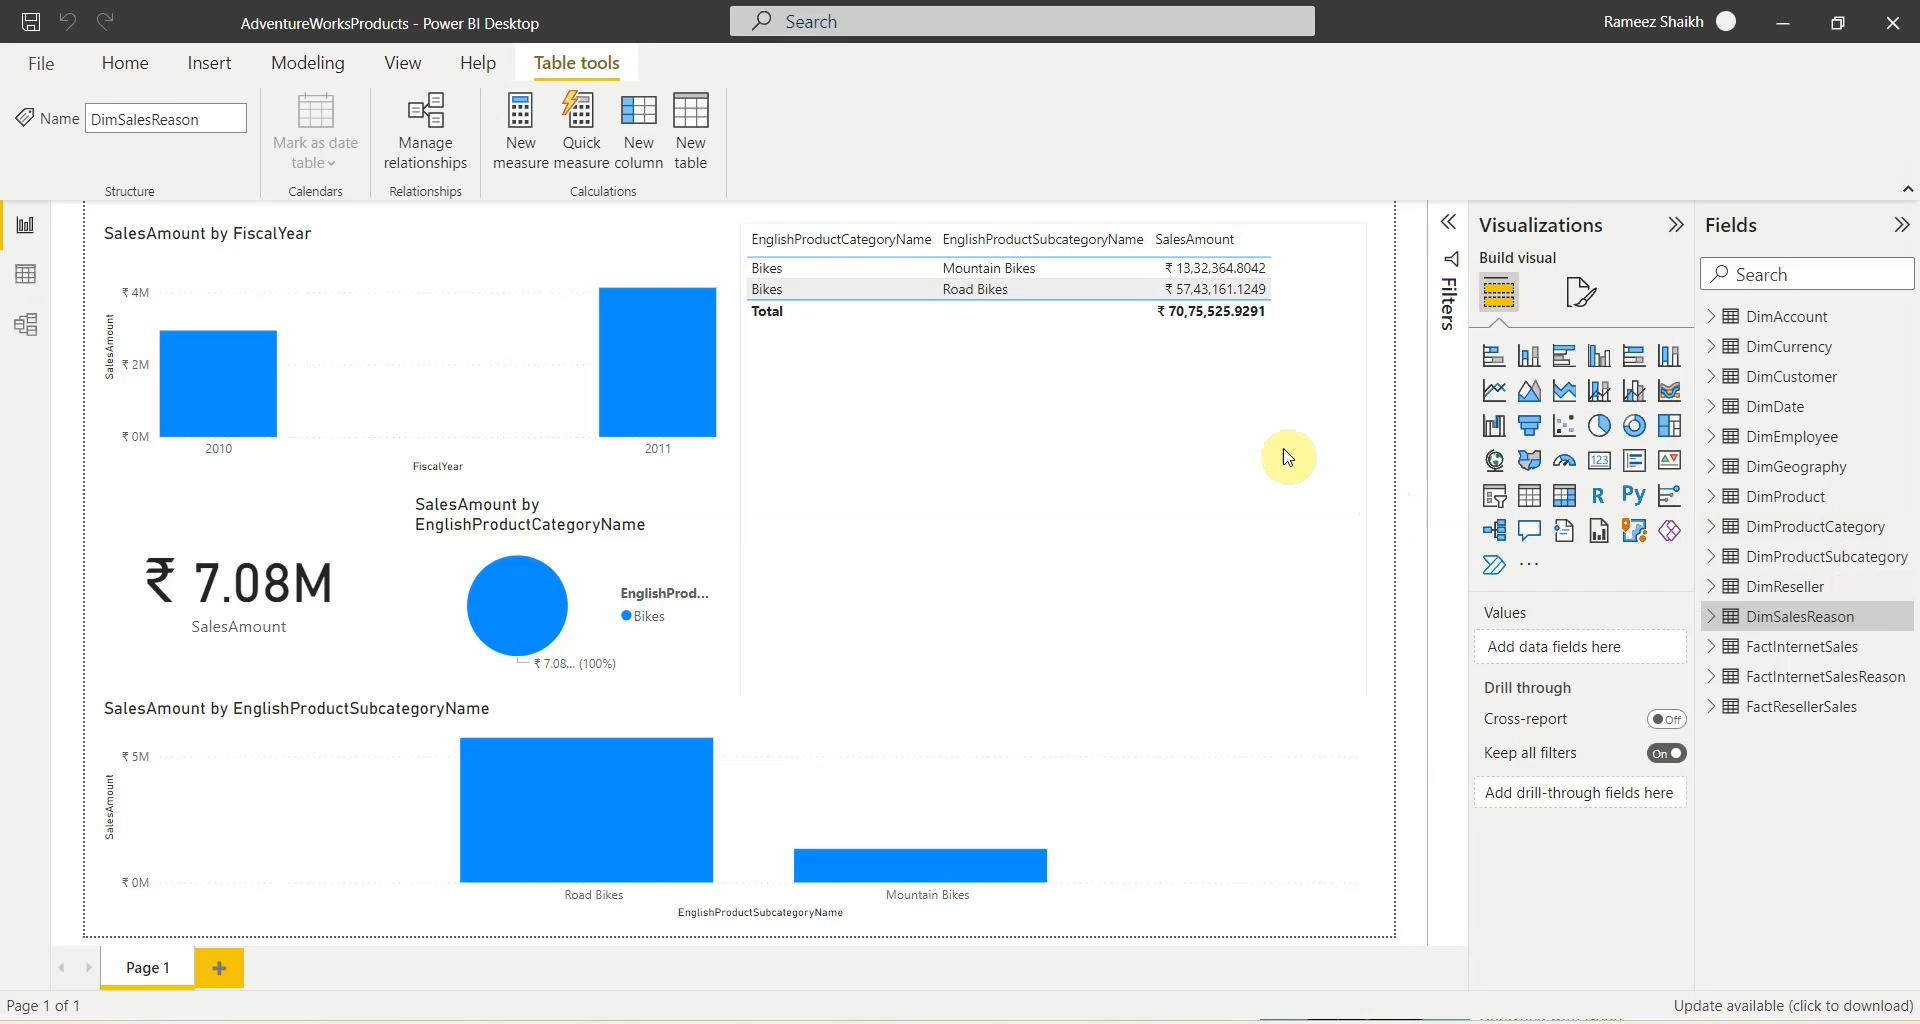 AdventureWorksProducts - Power BI Desktop
Search
Rameez Shaikh
File
Home
Insert
Modeling
View
Help
Table tools
Name
DimSalesReason
Mark as date
table
Manage
relationships
New
measure
Quick
measure
New
column
New
table
Structure
Calendars
Relationships
Calculations
SalesAmount by FiscalYear
₹ 4M
₹ 2M
₹ 0M
SalesAmount
2010
2011
FiscalYear
EnglishProductCategoryName EnglishProductSubcategoryName SalesAmount
Bikes Mountain Bikes ₹ 13,32,364.8042
Bikes Road Bikes ₹ 57,43,161.1249
Total ₹ 70,75,525.9291
₹ 7.08M
SalesAmount
SalesAmount by
EnglishProductCategoryName
EnglishProd...
Bikes
₹ 7.08... (100%)
SalesAmount by EnglishProductSubcategoryName
₹ 5M
₹ 0M
SalesAmount
Road Bikes
Mountain Bikes
EnglishProductSubcategoryName
Filters
Visualizations
Build visual
123
R
Py
...
Values
Add data fields here
Drill through
Cross-report
Off
Keep all filters
On
Add drill-through fields here
Fields
Search
DimAccount
DimCurrency
DimCustomer
DimDate
DimEmployee
DimGeography
DimProduct
DimProductCategory
DimProductSubcategory
DimReseller
DimSalesReason
FactInternetSales
FactInternetSalesReason
FactResellerSales
Page 1
Page 1 of 1
Update available (click to download)